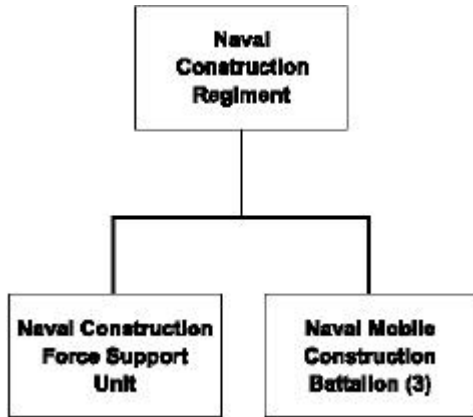 Naval
Construction
Regiment
Naval Construction
Force Support
Unit
Naval Mobile
Construction
Battalion (3)